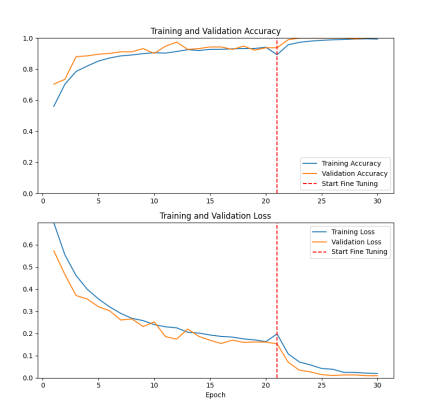 Training and Validation Accuracy
1.0
0.8
0.6
0.4
0.2
0.0
0 5 10 15 20 25 30
Training Accuracy
Validation Accuracy
Start Fine Tuning
Training and Validation Loss
0.6
0.5
0.4
0.3
0.2
0.1
0.0
0 5 10 15 20 25 30
Training Loss
Validation Loss
Start Fine Tuning
Epoch